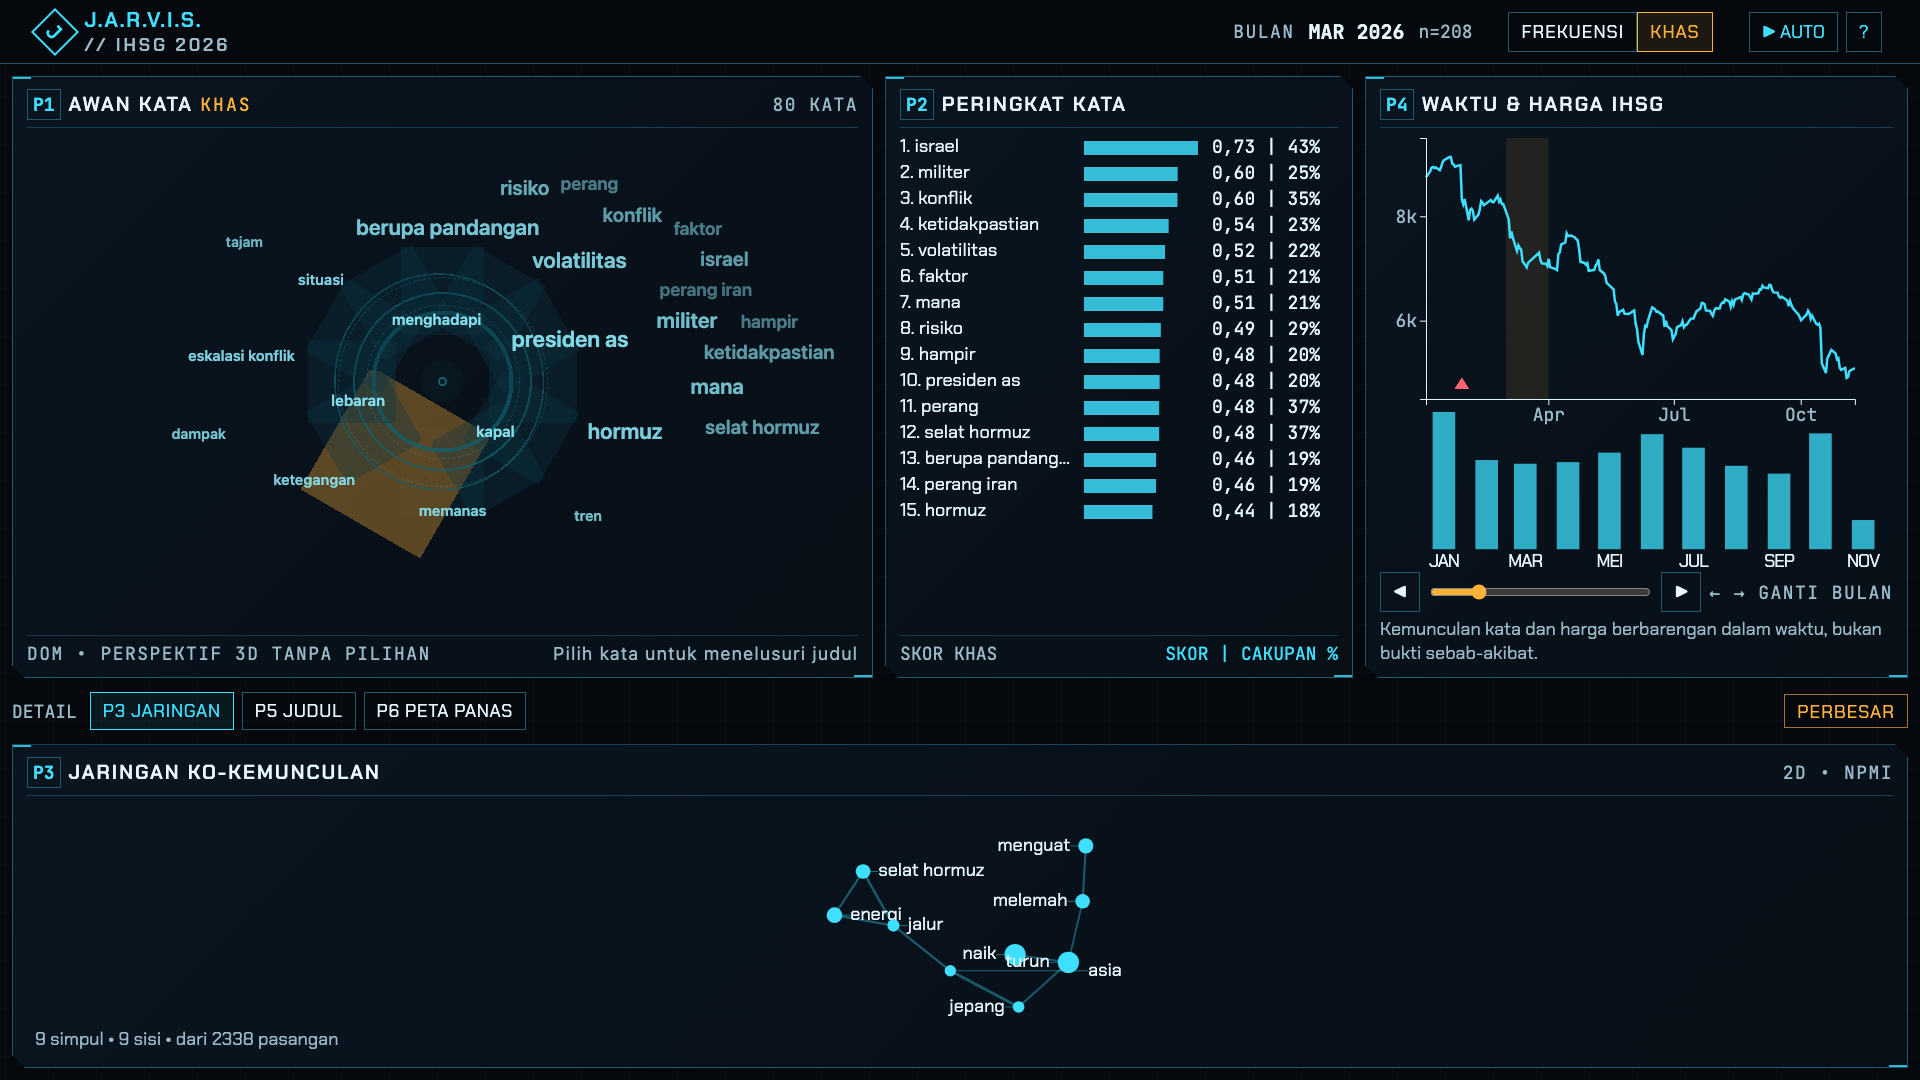 J.A.R.V.I.S.
// IHSG 2026
BULAN MAR 2026 n=208
FREKUENSI KHAS
▶ AUTO ?
P1 AWAN KATA KHAS 80 KATA
risiko perang
konflik
berupa pandangan faktor
tajam
volatilitas israel
situasi
perang iran
menghadapi militer hampir
presiden as
eskalasi konflik ketidakpastian
mana
lebaran
dampak kapal hormuz selat hormuz
ketegangan
memanas tren
DOM • PERSPEKTIF 3D TANPA PILIHAN Pilih kata untuk menelusuri judul
P2 PERINGKAT KATA
1. israel 0,73 | 43%
2. militer 0,60 | 25%
3. konflik 0,60 | 35%
4. ketidakpastian 0,54 | 23%
5. volatilitas 0,52 | 22%
6. faktor 0,51 | 21%
7. mana 0,51 | 21%
8. risiko 0,49 | 29%
9. hampir 0,48 | 20%
10. presiden as 0,48 | 20%
11. perang 0,48 | 37%
12. selat hormuz 0,48 | 37%
13. berupa pandang... 0,46 | 19%
14. perang iran 0,46 | 19%
15. hormuz 0,44 | 18%
SKOR KHAS SKOR | CAKUPAN %
P4 WAKTU & HARGA IHSG
8k
6k
Apr Jul Oct
JAN MAR MEI JUL SEP NOV
◀ ▶ ← → GANTI BULAN
Kemunculan kata dan harga berbarengan dalam waktu, bukan
bukti sebab-akibat.
DETAIL P3 JARINGAN P5 JUDUL P6 PETA PANAS PERBESAR
P3 JARINGAN KO-KEMUNCULAN 2D • NPMI
menguat
selat hormuz
melemah
energi
jalur
naik
turun
asia
jepang
9 simpul • 9 sisi • dari 2338 pasangan